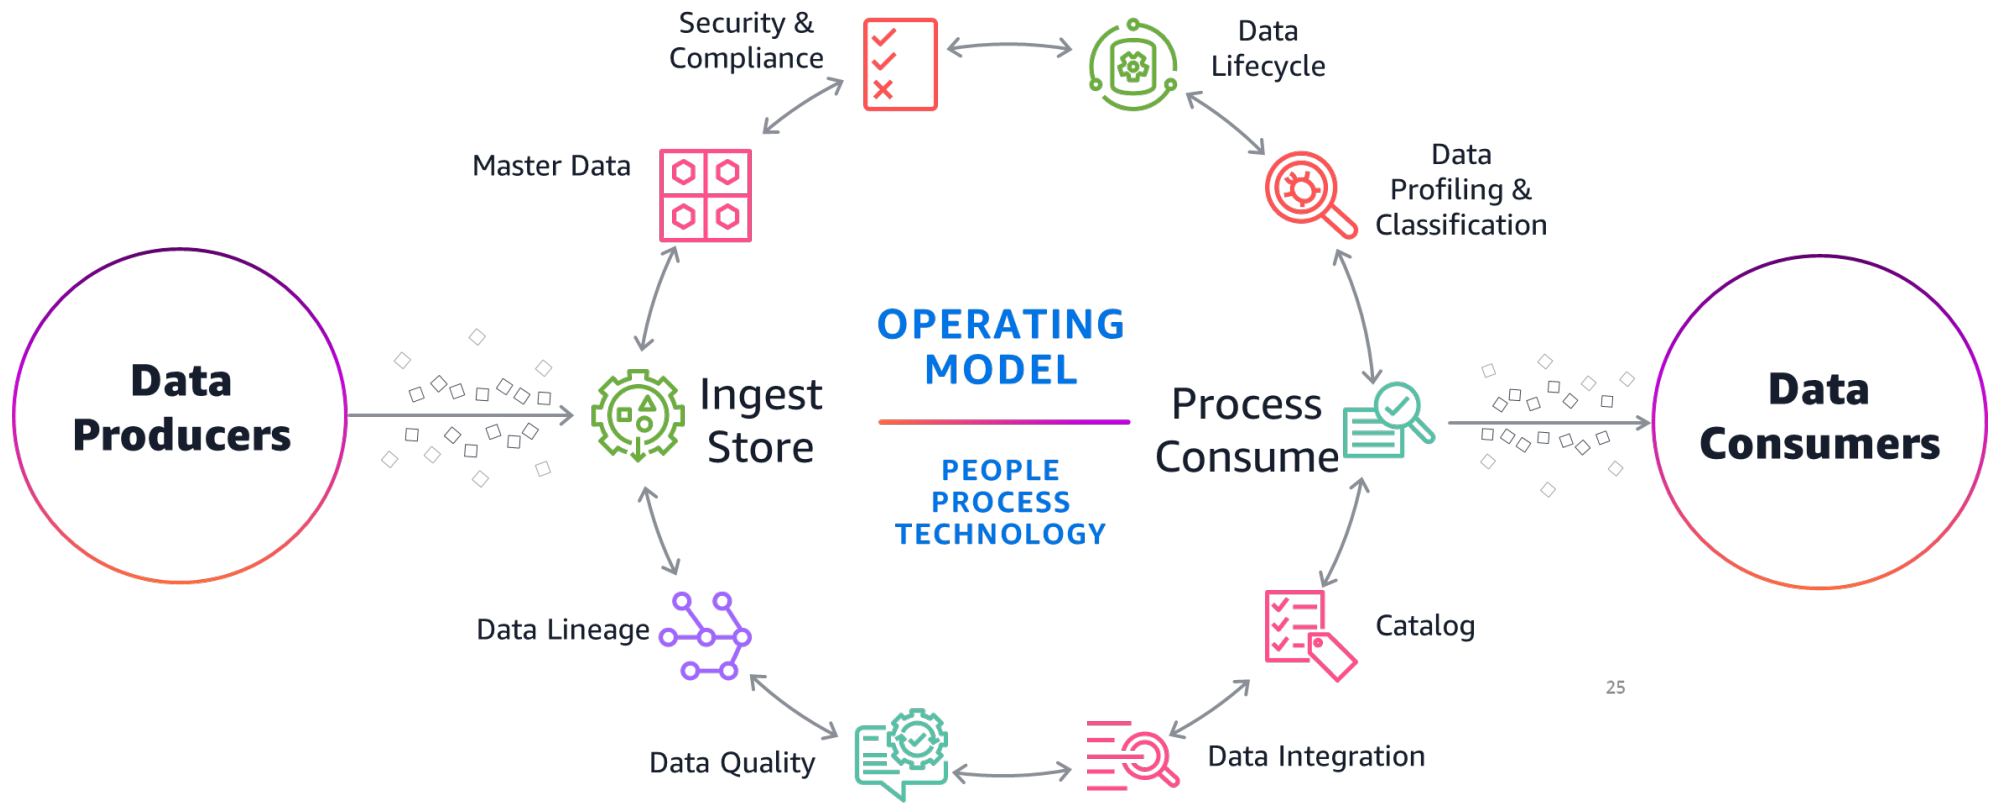 Security &
Compliance
Data
Lifecycle
Master Data
Data
Profiling &
Classification
Data
Producers
Ingest
Store
OPERATING
MODEL
PEOPLE
PROCESS
TECHNOLOGY
Process
Consume
Data
Consumers
Data Lineage
Catalog
25
Data Quality
Data Integration